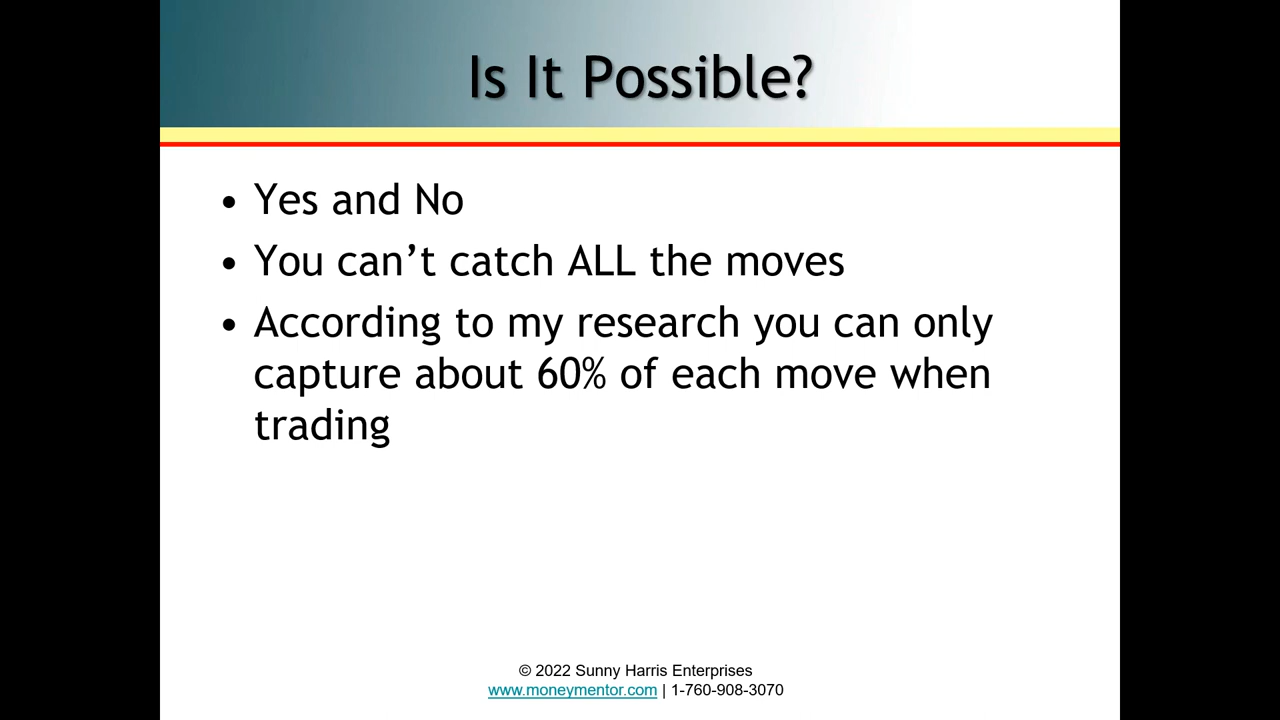 Is It Possible?
• Yes and No
• You can’t catch ALL the moves
• According to my research you can only
capture about 60% of each move when
trading
© 2022 Sunny Harris Enterprises
www.moneymentor.com | 1-760-908-3070